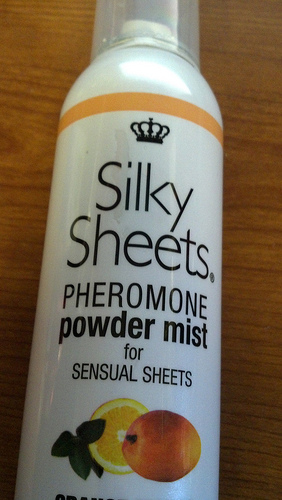 Silky
Sheets®
PHEROMONE
powder mist
for
SENSUAL SHEETS